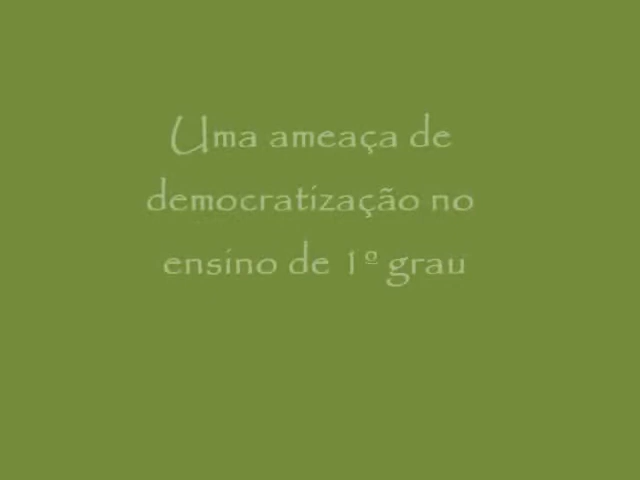 Uma ameaça de
democratização no
ensino de 1º grau